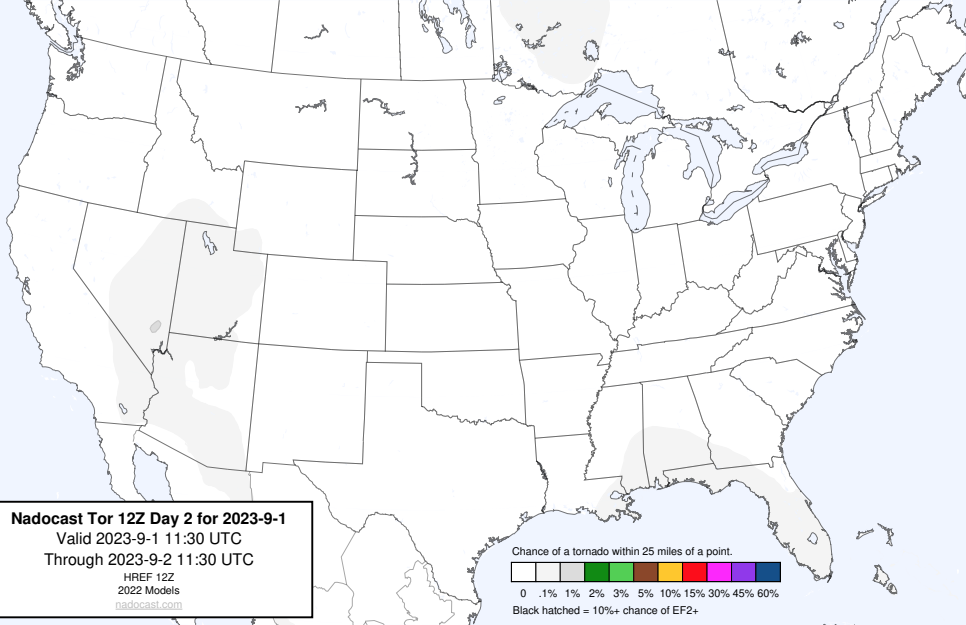 Nadocast Tor 12Z Day 2 for 2023-9-1
Valid 2023-9-1 11:30 UTC
Through 2023-9-2 11:30 UTC
HREF 12Z
2022 Models
nadocast.com
Chance of a tornado within 25 miles of a point.
0 .1% 1% 2% 3% 5% 10% 15% 30% 45% 60%
Black hatched = 10%+ chance of EF2+